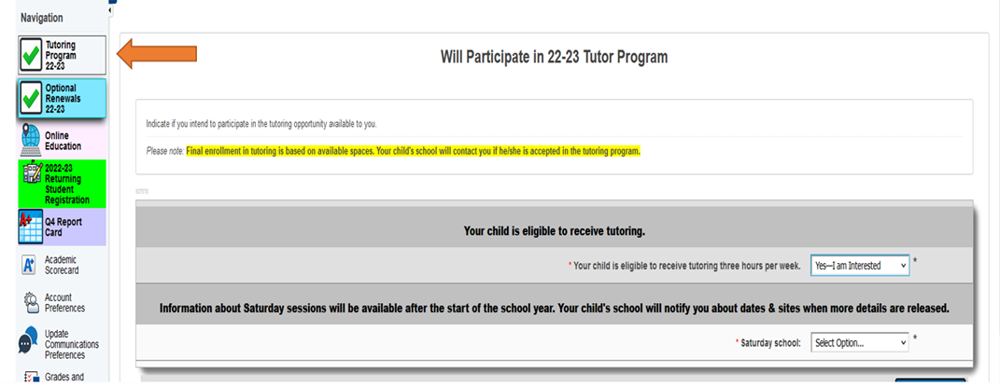 Navigation
Tutoring
Program
22-23
Optional
Renewals
22-23
Online
Education
2022-23
Returning
Student
Registration
A+
Q4 Report
Card
A+
Academic
Scorecard
Account
Preferences
Update
Communications
Preferences
Grades and
Will Participate in 22-23 Tutor Program
Indicate if you intend to participate in the tutoring opportunity available to you.
Please note: Final enrollment in tutoring is based on available spaces. Your child's school will contact you if he/she is accepted in the tutoring program.
Your child is eligible to receive tutoring.
* Your child is eligible to receive tutoring three hours per week. Yes—I am Interested *
Information about Saturday sessions will be available after the start of the school year. Your child's school will notify you about dates & sites when more details are released.
* Saturday school: Select Option... *